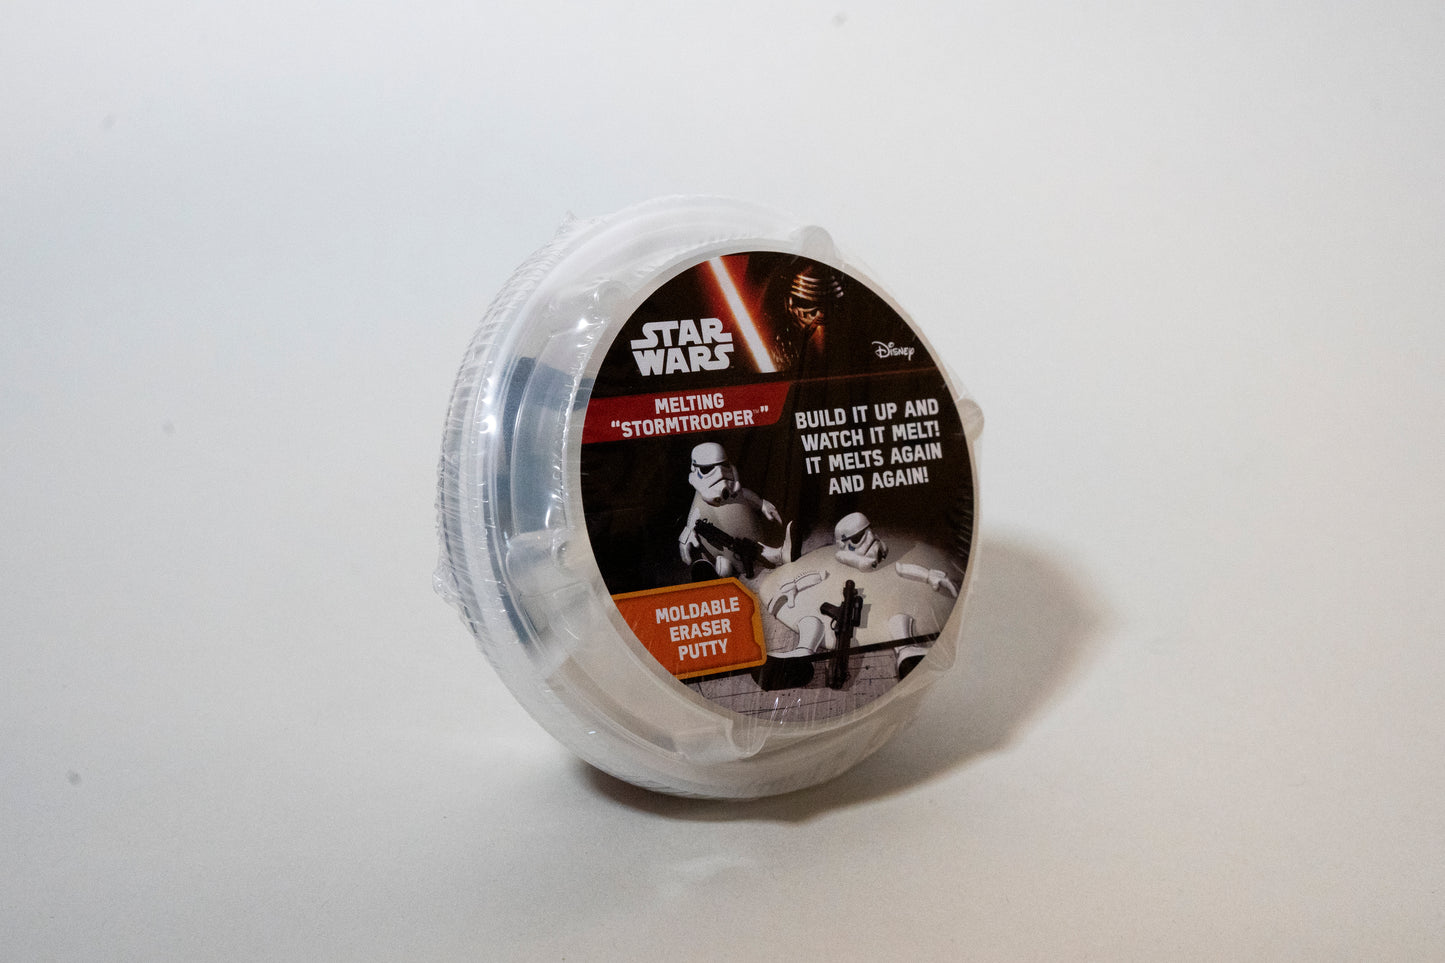 STAR
WARS
Disney
MELTING
“STORMTROOPER™”
BUILD IT UP AND
WATCH IT MELT!
IT MELTS AGAIN
AND AGAIN!
MOLDABLE
ERASER
PUTTY